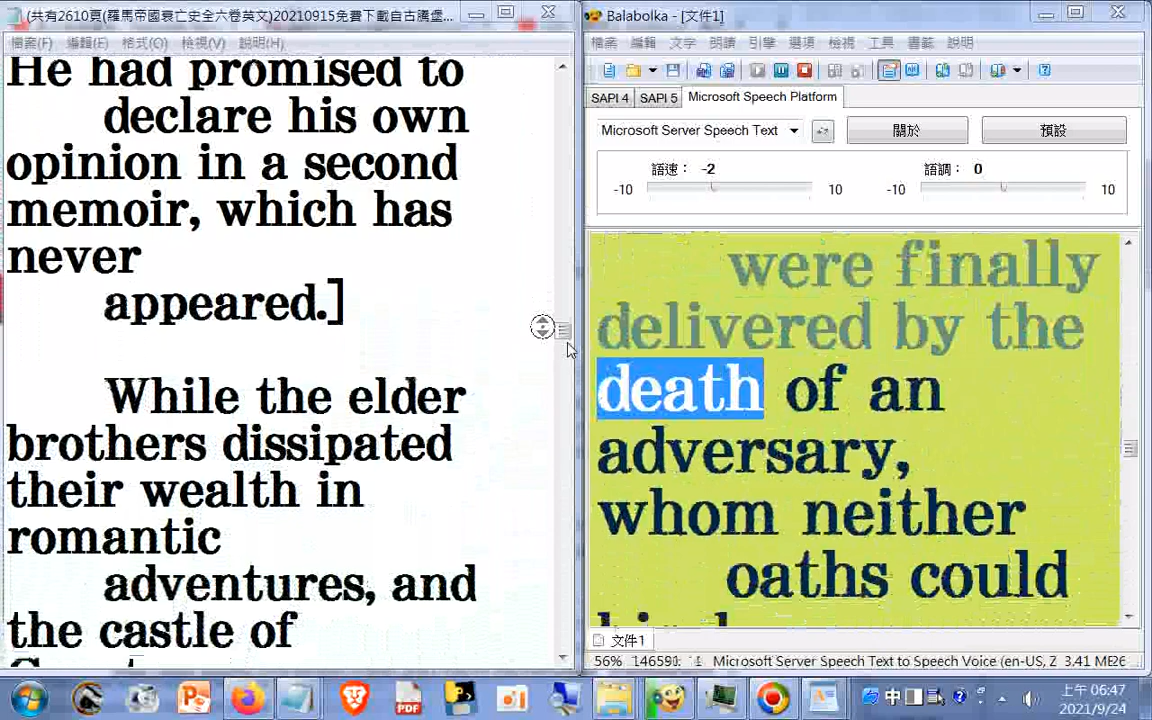 (共有2610頁(羅馬帝國衰亡史全六卷英文)20210915免費下載自古騰堡...
檔案(F) 編輯(E) 格式(O) 檢視(V) 說明(H)
He had promised to
declare his own
opinion in a second
memoir, which has
never
appeared.]
While the elder
brothers dissipated
their wealth in
romantic
adventures, and
the castle of
Balabolka - [文件1]
檔案 編輯 文字 朗讀 引擎 選項 檢視 工具 書籤 說明
SAPI 4 SAPI 5 Microsoft Speech Platform
Microsoft Server Speech Text 關於 預設
語速： -2 語調： 0
-10 10 -10 10
were finally
delivered by the
death of an
adversary,
whom neither
oaths could
文件1
56% 146591: 1 Microsoft Server Speech Text to Speech Voice (en-US, Z 3.41 ME26
中
上午 06:47
2021/9/24